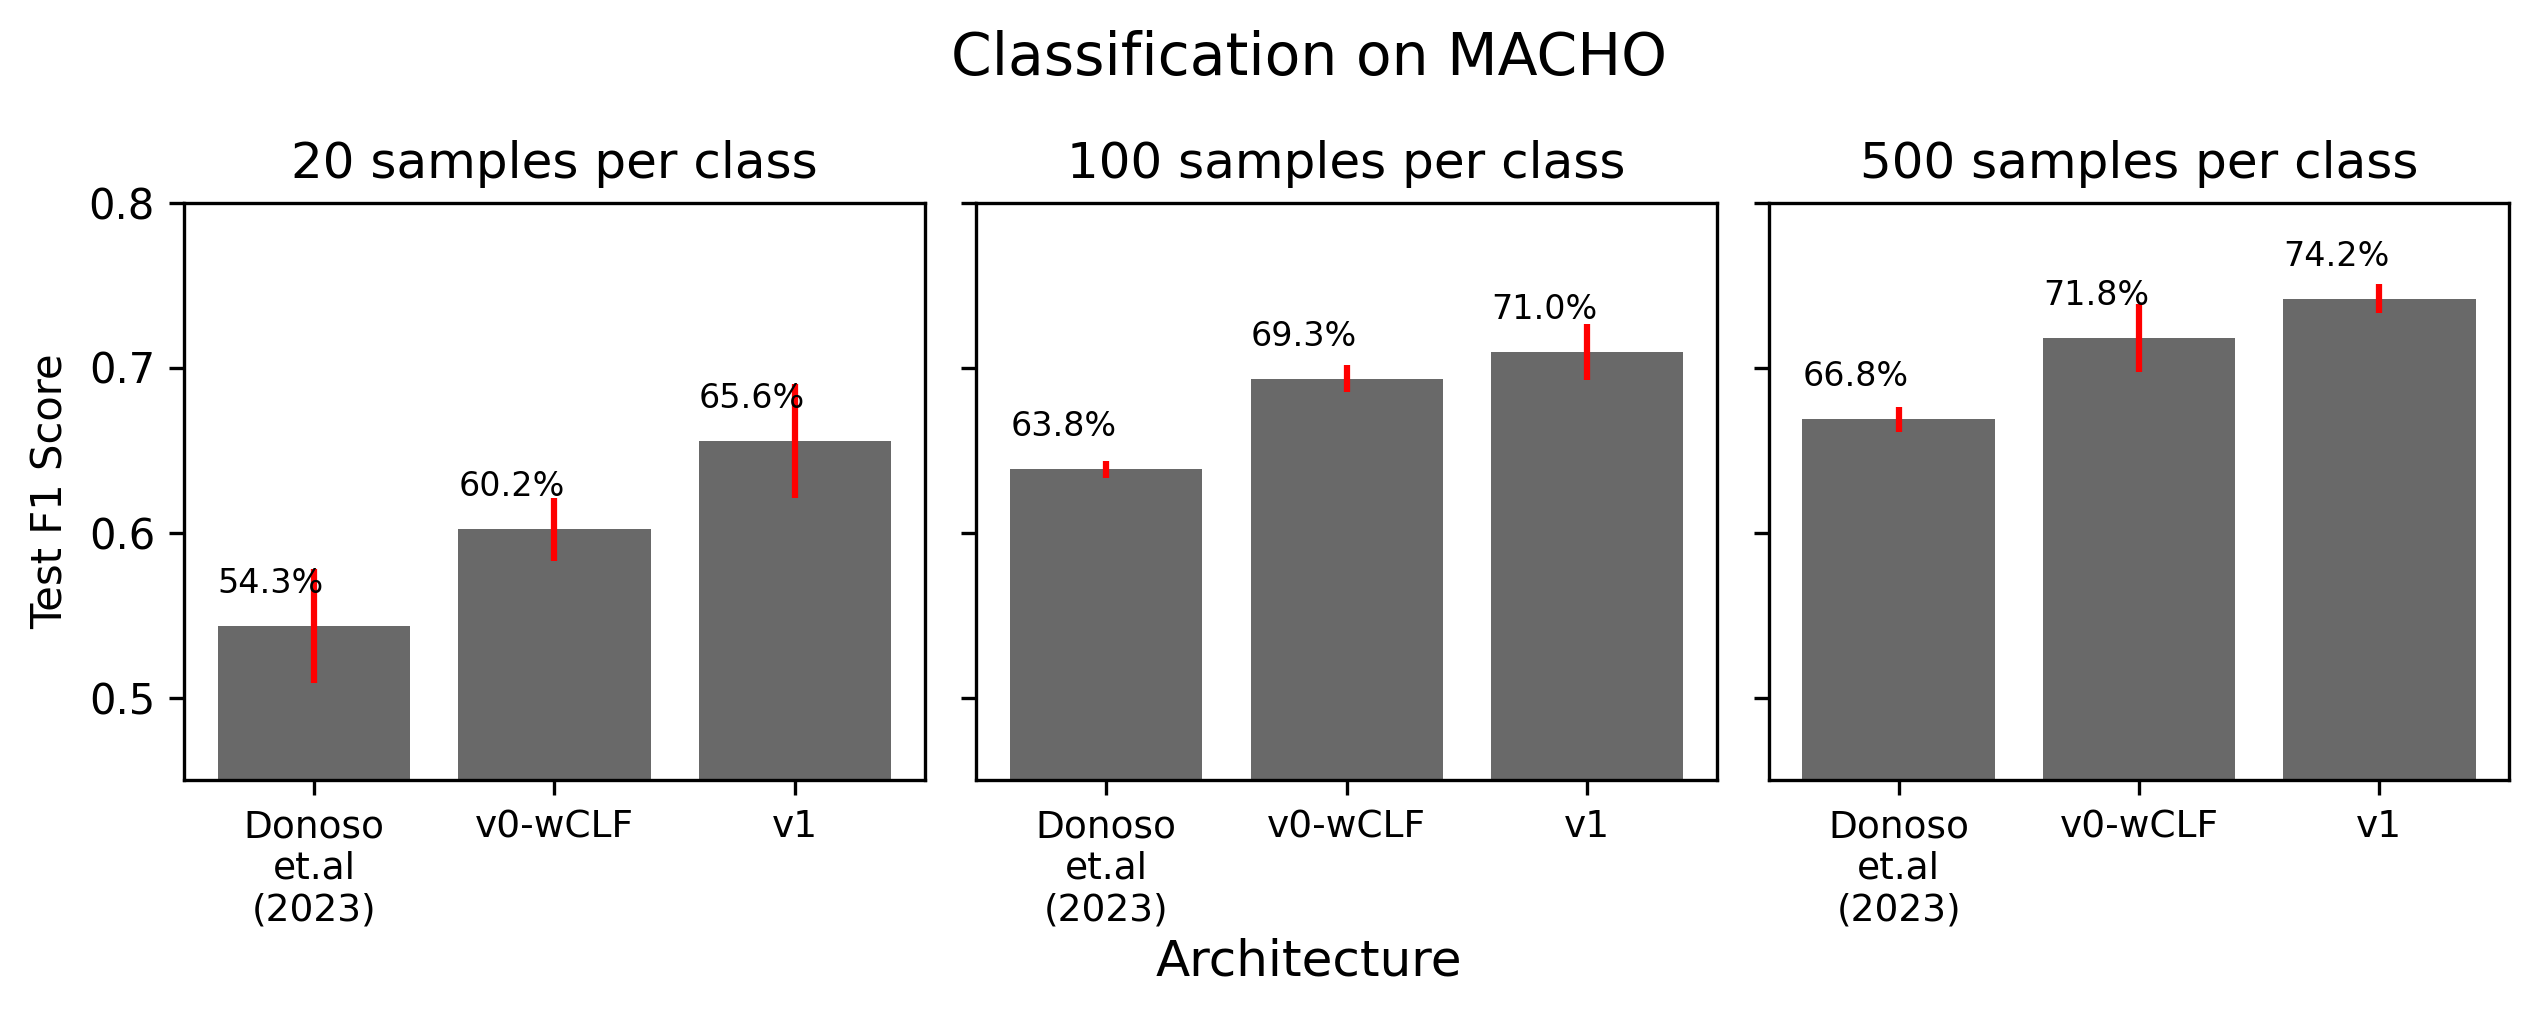 Classification on MACHO
20 samples per class
100 samples per class
500 samples per class
Test F1 Score
0.8
0.7
0.6
0.5
54.3%
60.2%
65.6%
63.8%
69.3%
71.0%
66.8%
71.8%
74.2%
Donoso
et.al
(2023)
v0-wCLF
v1
Donoso
et.al
(2023)
v0-wCLF
v1
Donoso
et.al
(2023)
v0-wCLF
v1
Architecture